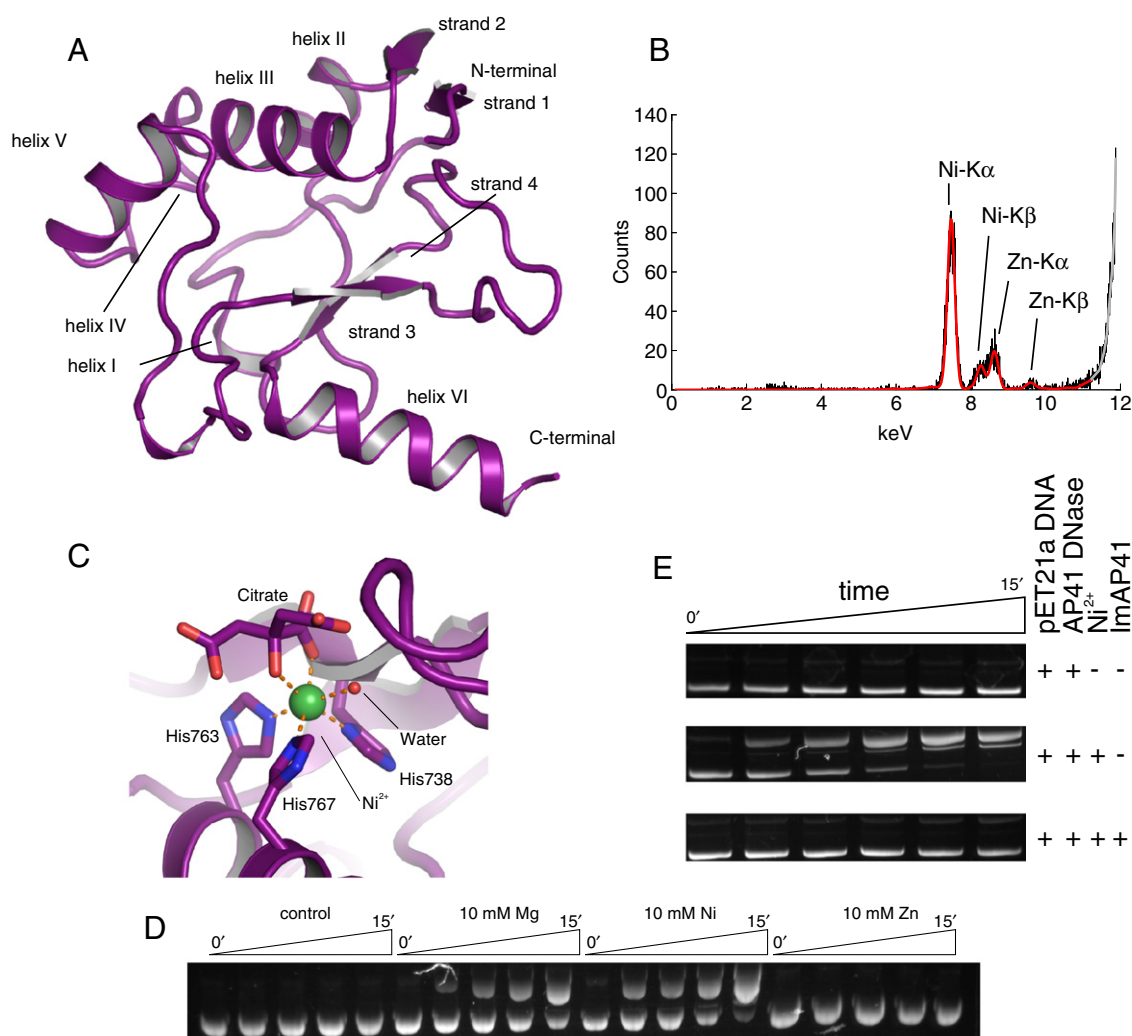 A
helix II
strand 2
helix III
N-terminal
strand 1
helix V
strand 4
helix IV
strand 3
helix I
helix VI
C-terminal
B
140
120
100
80
60
40
20
0
Counts
Ni-Kα
Ni-Kβ
Zn-Kα
Zn-Kβ
0 2 4 6 8 10 12
keV
C
Citrate
His763
Water
His767
Ni²⁺
His738
E
time
0′
15′
pET21a DNA
AP41 DNase
Ni²⁺
ImAP41
+ + - -
+ + + -
+ + + +
D
control 10 mM Mg 10 mM Ni 10 mM Zn
0′ 15′ 0′ 15′ 0′ 15′ 0′ 15′